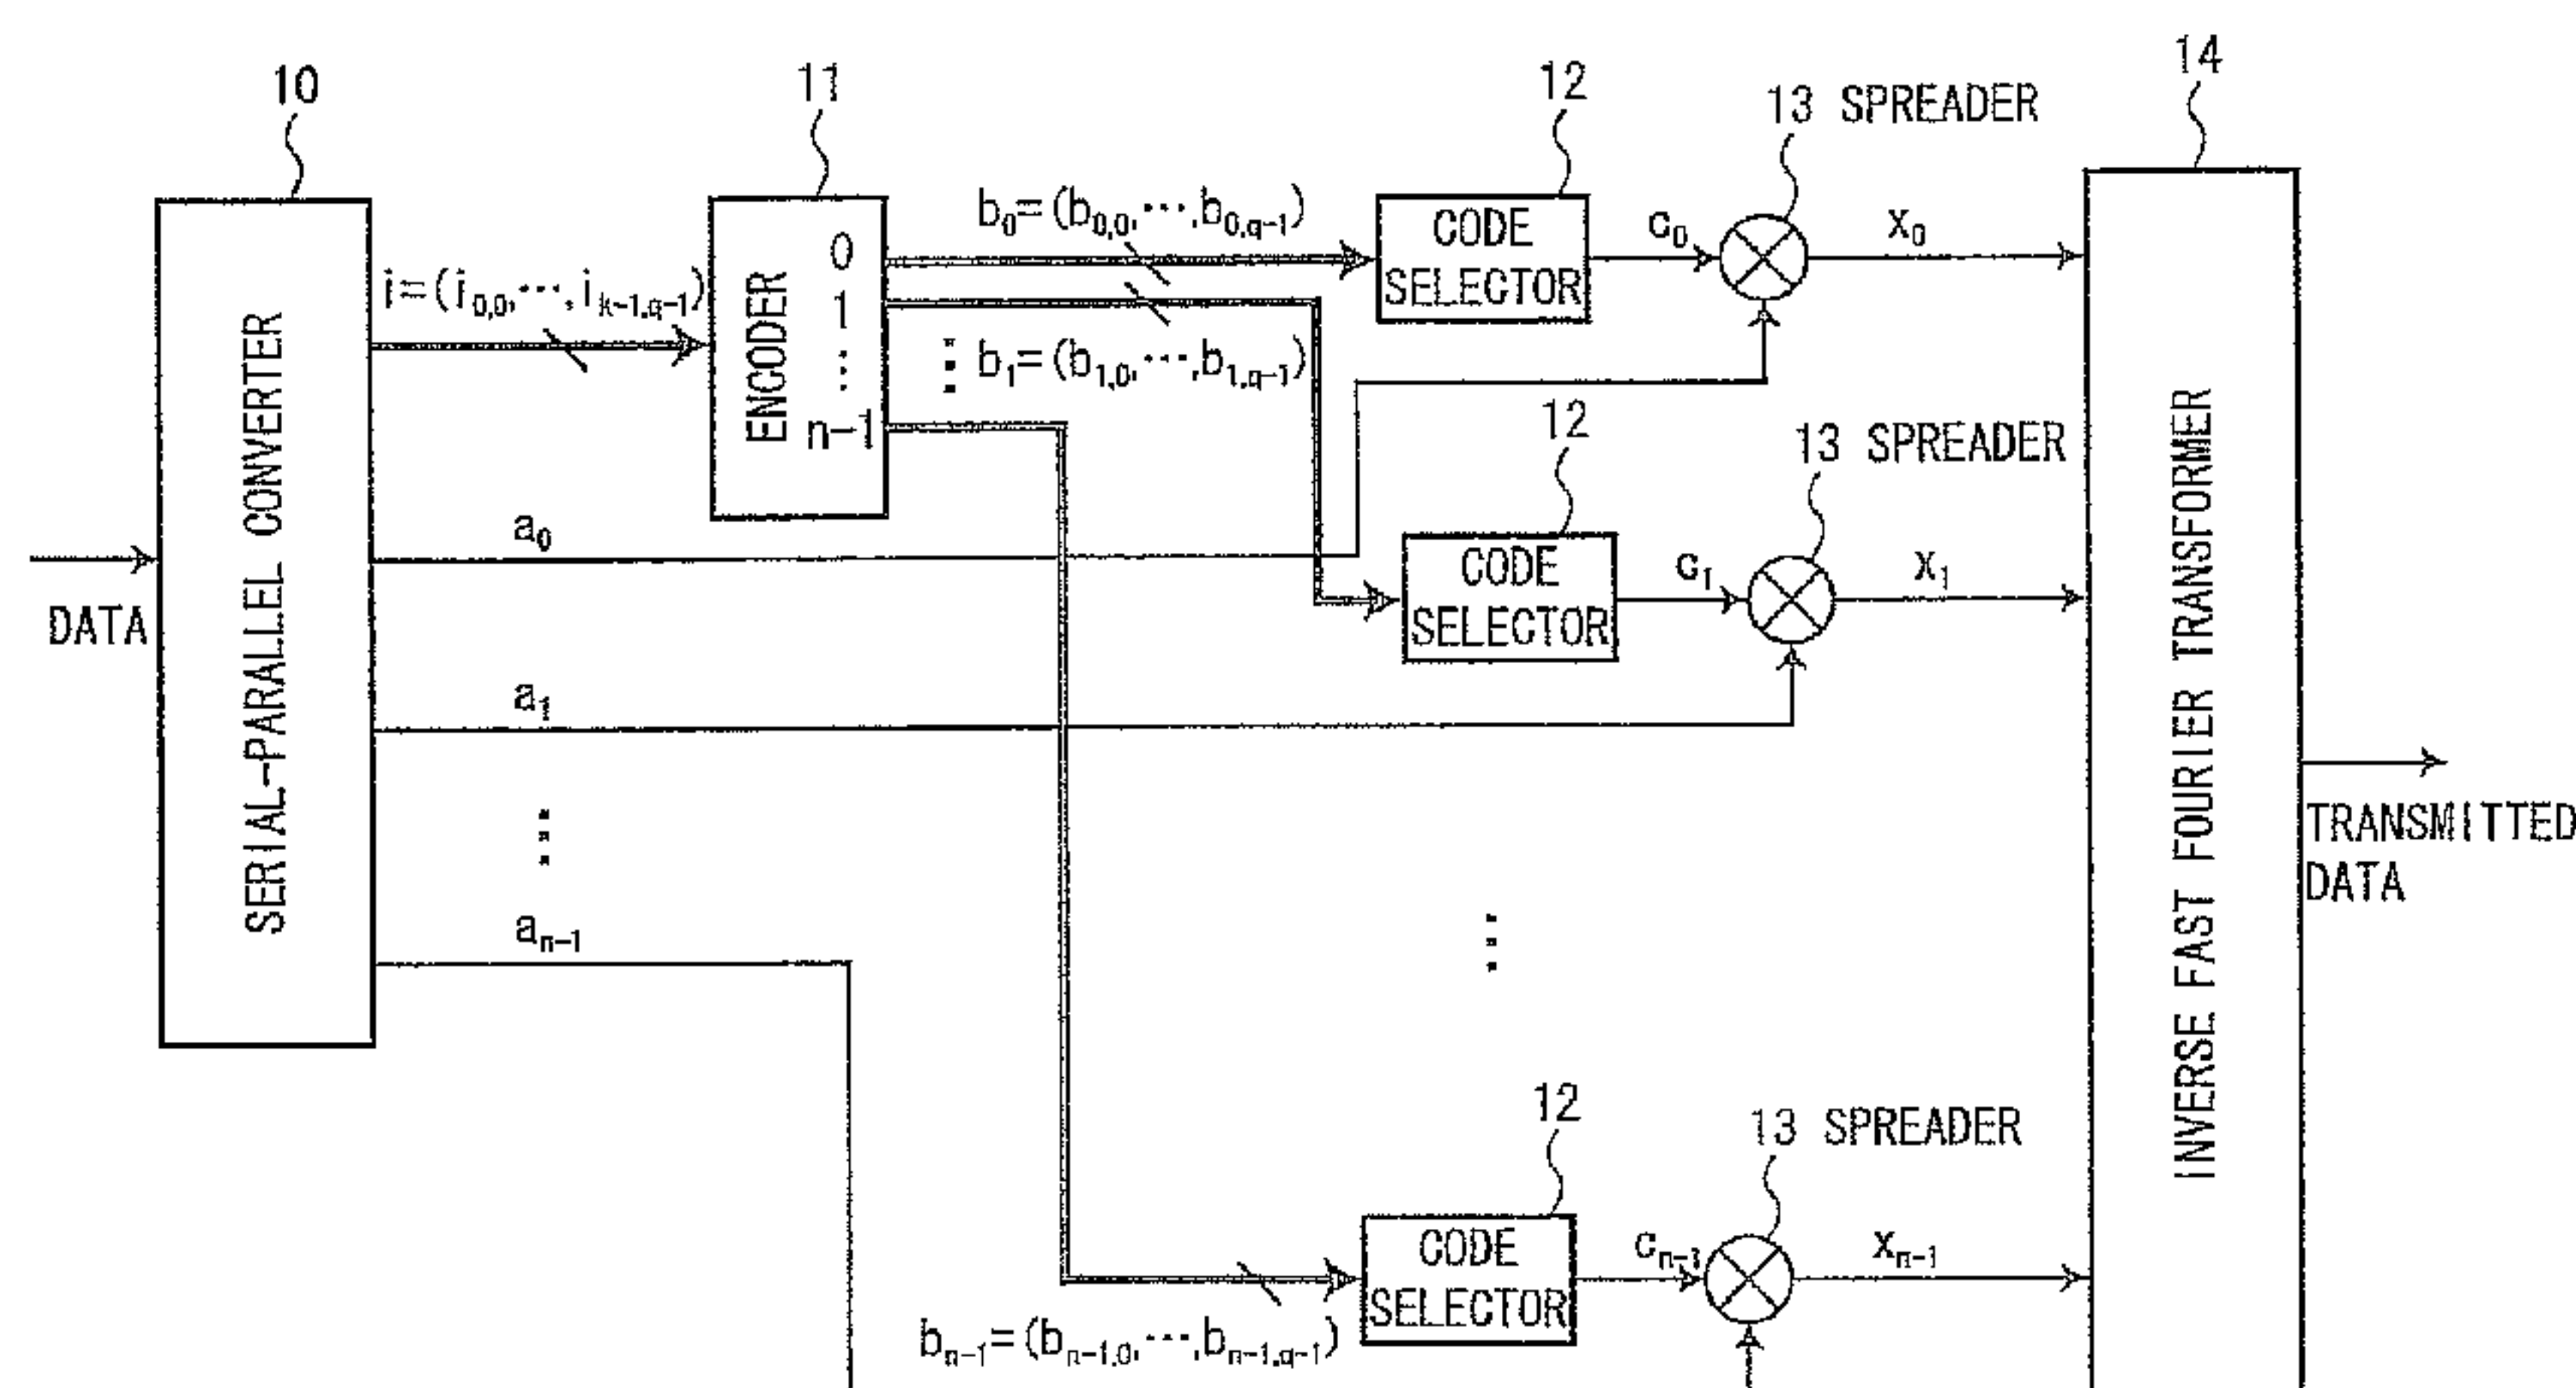 10
11
12
13 SPREADER
14
SERIAL-PARALLEL CONVERTER
i=(i0,0,⋯,ik-1,q-1)
ENCODER
0
1
⋮
n-1
b0=(b0,0,⋯,b0,q-1)
b1=(b1,0,⋯,b1,q-1)
CODE
SELECTOR
c0
x0
a0
12
13 SPREADER
CODE
SELECTOR
c1
x1
DATA
a1
an-1
INVERSE FAST FOURIER TRANSFORMER
TRANSMITTED
DATA
12
13 SPREADER
CODE
SELECTOR
cn-1
xn-1
bn-1=(bn-1,0,⋯,bn-1,q-1)